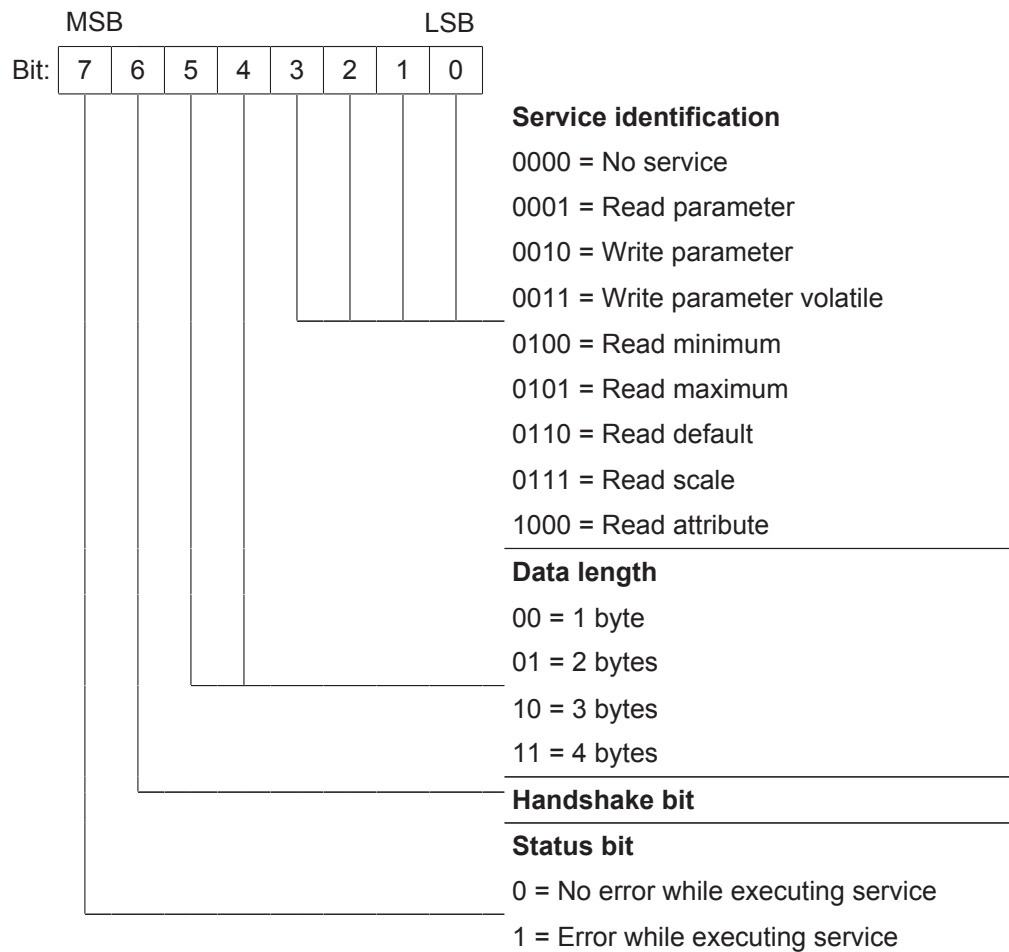 MSB LSB
Bit: 7 6 5 4 3 2 1 0
Service identification
0000 = No service
0001 = Read parameter
0010 = Write parameter
0011 = Write parameter volatile
0100 = Read minimum
0101 = Read maximum
0110 = Read default
0111 = Read scale
1000 = Read attribute
Data length
00 = 1 byte
01 = 2 bytes
10 = 3 bytes
11 = 4 bytes
Handshake bit
Status bit
0 = No error while executing service
1 = Error while executing service